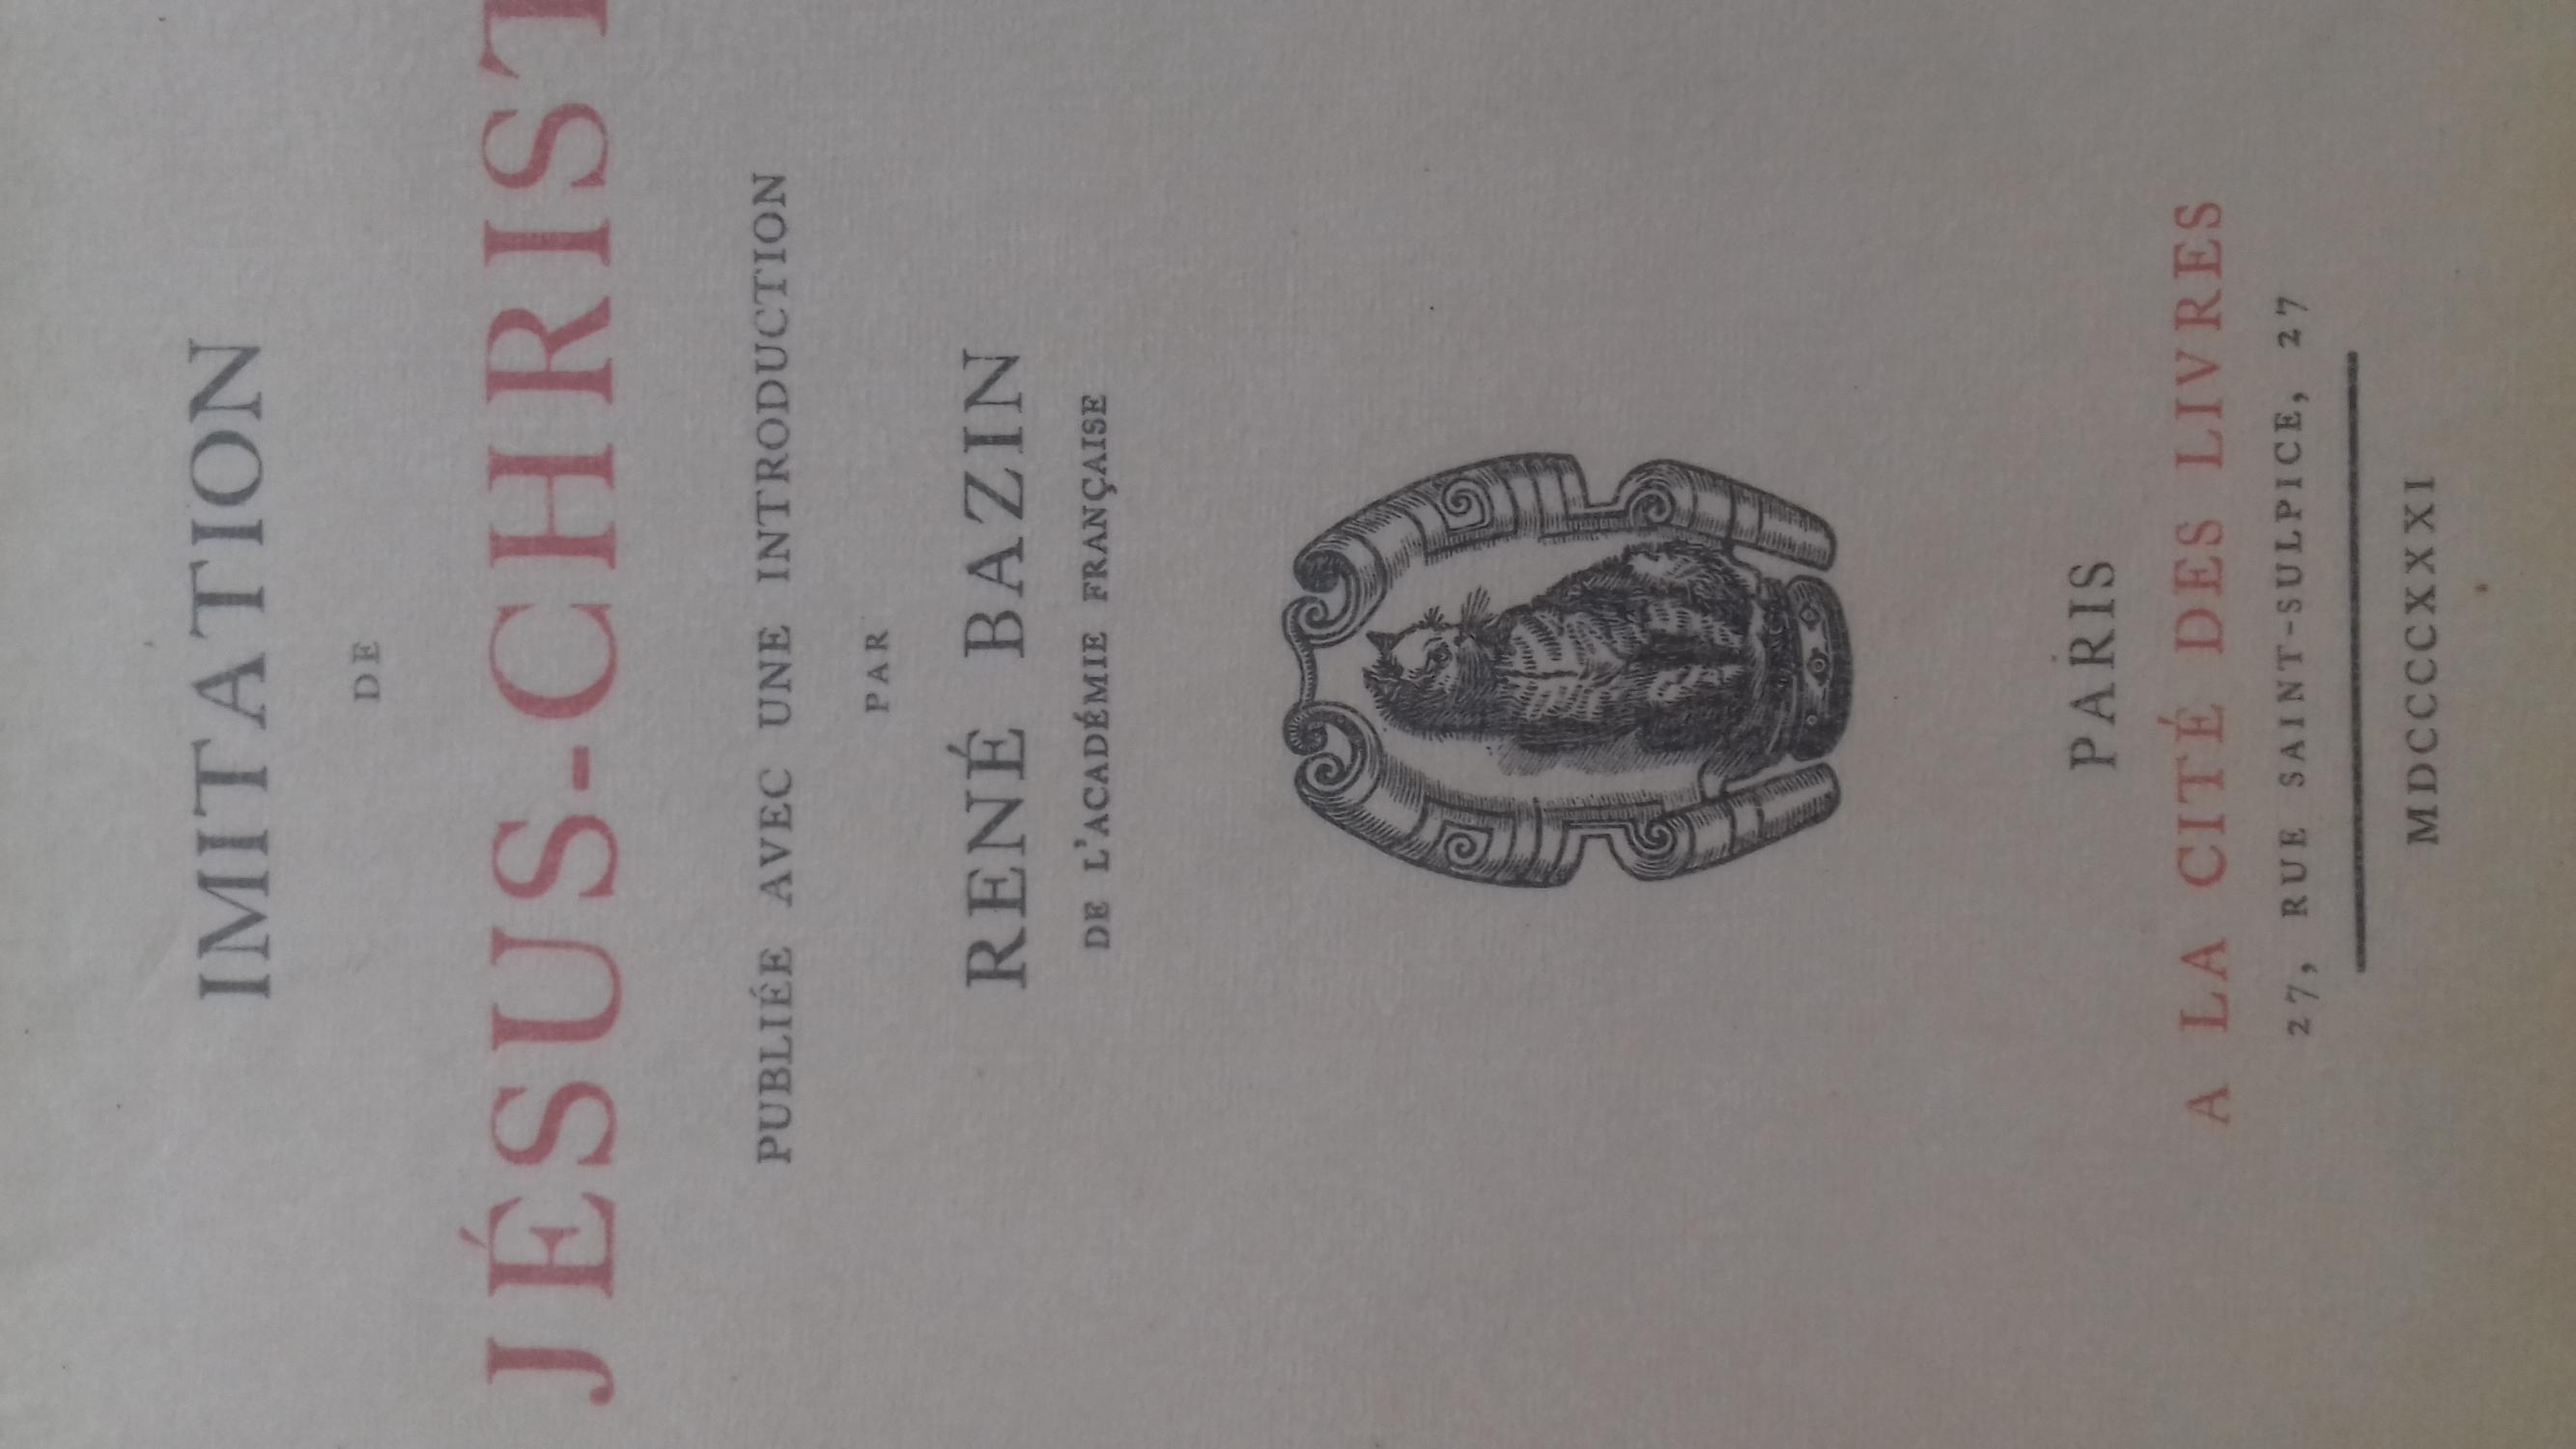 IMITATION
DE
JÉSUS-CHRIST
PUBLIÉE AVEC UNE INTRODUCTION
PAR
RENÉ BAZIN
DE L'ACADÉMIE FRANÇAISE
PARIS
A LA CITÉ DES LIVRES
27, RUE SAINT-SULPICE, 27
MDCCCCXXXI